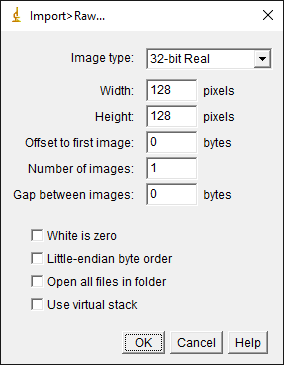 Import>Raw...
Image type: 32-bit Real
Width: 128 pixels
Height: 128 pixels
Offset to first image: 0 bytes
Number of images: 1
Gap between images: 0 bytes
White is zero
Little-endian byte order
Open all files in folder
Use virtual stack
OK Cancel Help